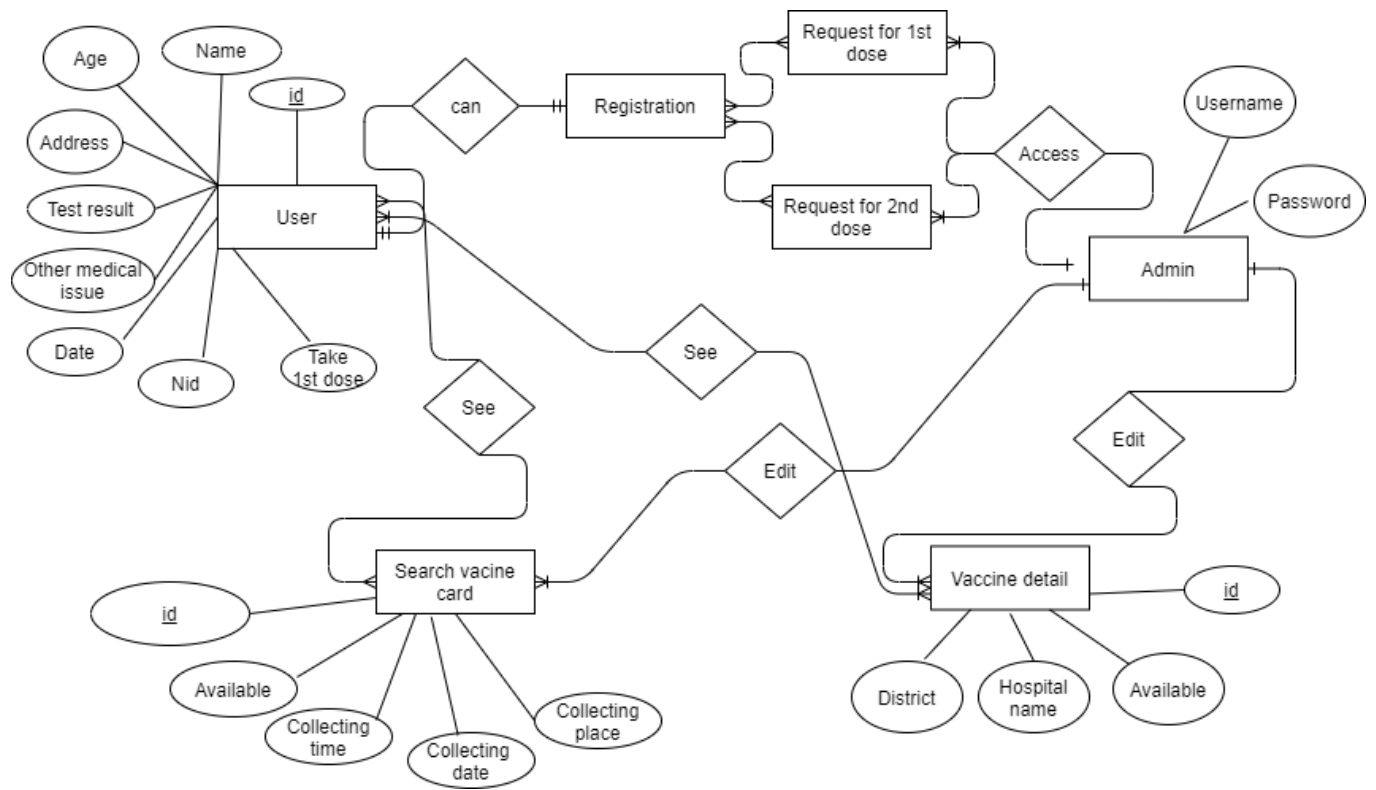 Request for 1st
dose
Age
Name
id
can
Registration
Username
Address
Access
Password
Test result
User
Request for 2nd
dose
Other medical
issue
Admin
Date
Nid
Take
1st dose
See
See
Edit
Edit
Search vacine
card
Vaccine detail
id
id
Available
Collecting
time
Collecting
date
Collecting
place
District
Hospital
name
Available